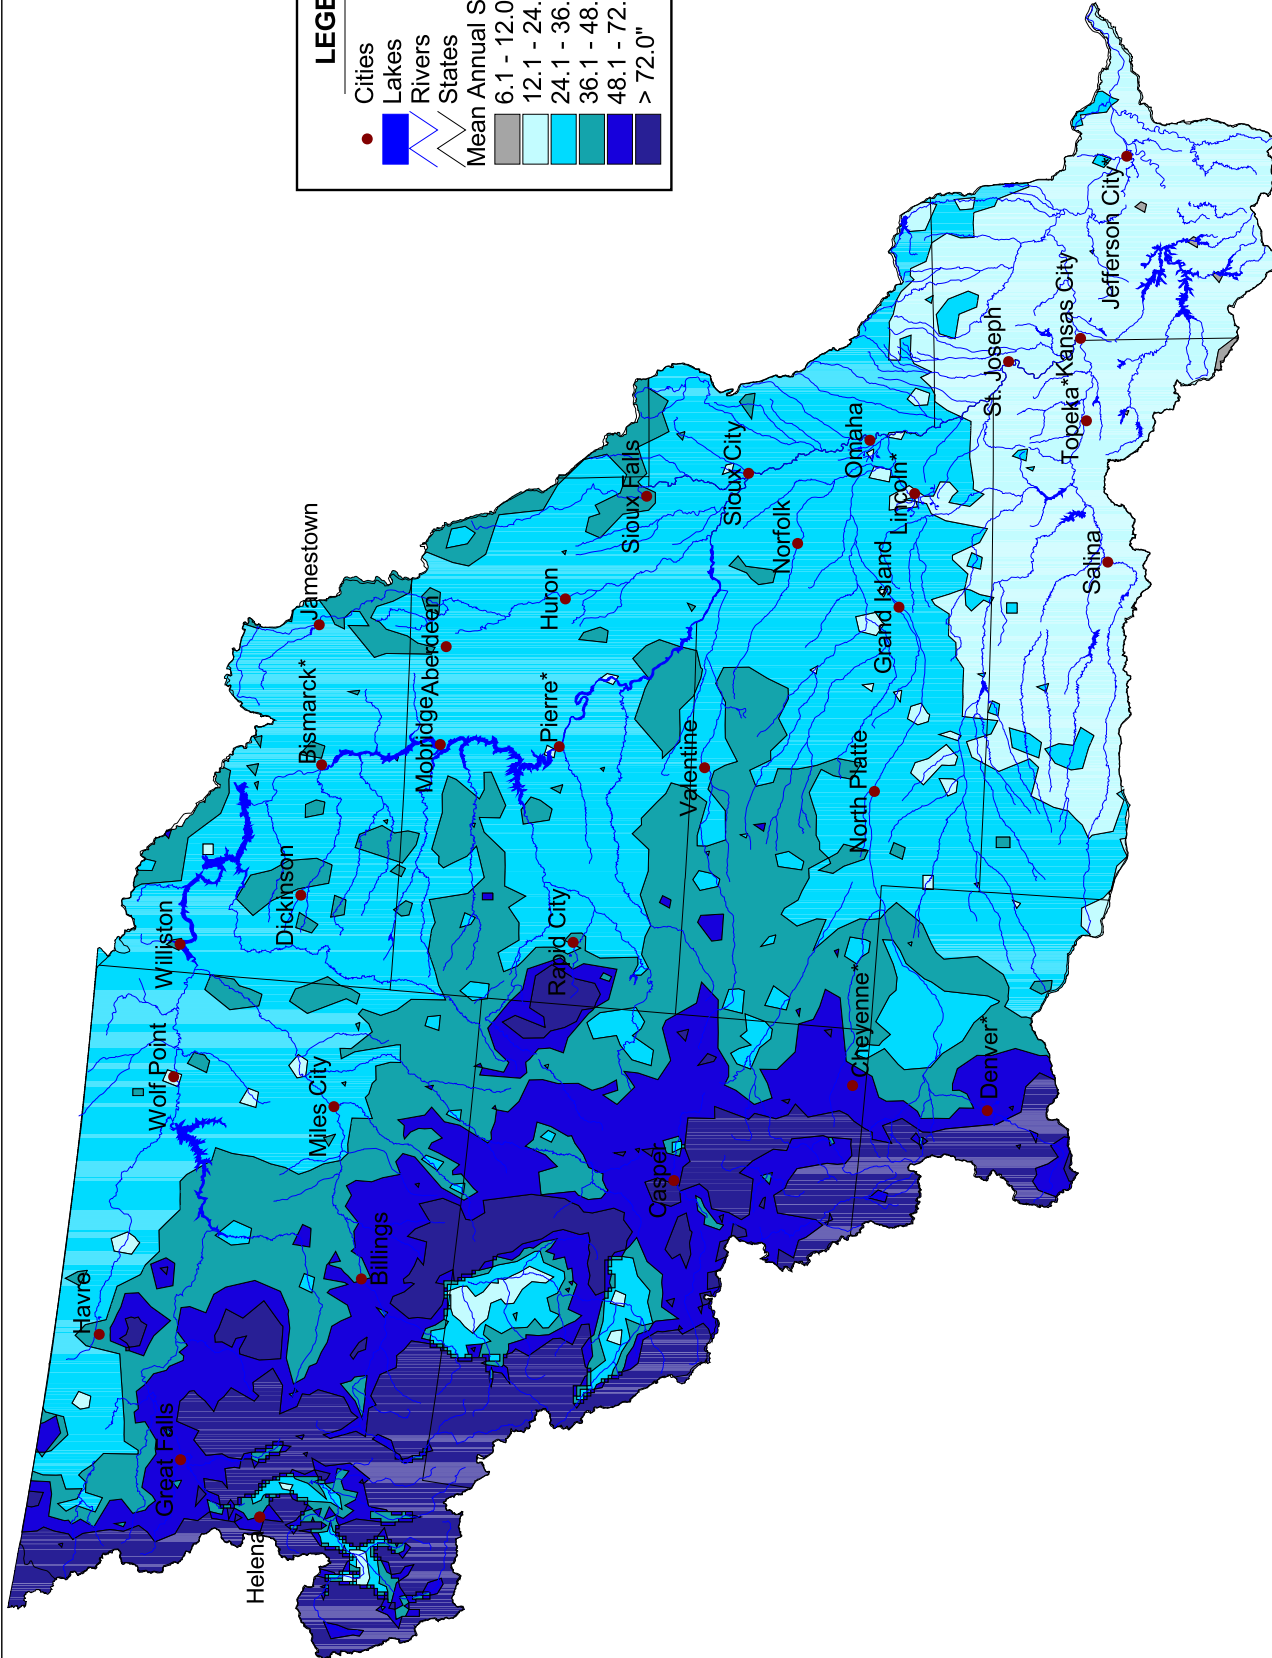 LEGE
Cities
Lakes
Rivers
States
Mean Annual S
6.1 - 12.0
12.1 - 24.
24.1 - 36.
36.1 - 48.
48.1 - 72.
> 72.0"
Havre
Great Falls
Helena
Wolf Point
Williston
Billings
Miles City
Dickinson
Bismarck*
Jamestown
Mobridge
Aberdeen
Casper
Rapid City
Pierre*
Huron
Sioux Falls
Valentine
Sioux City
Norfolk
Cheyenne*
North Platte
Grand Island
Lincoln*
Omaha
Denver*
St. Joseph
Topeka*
Kansas City
Salina
Jefferson City*